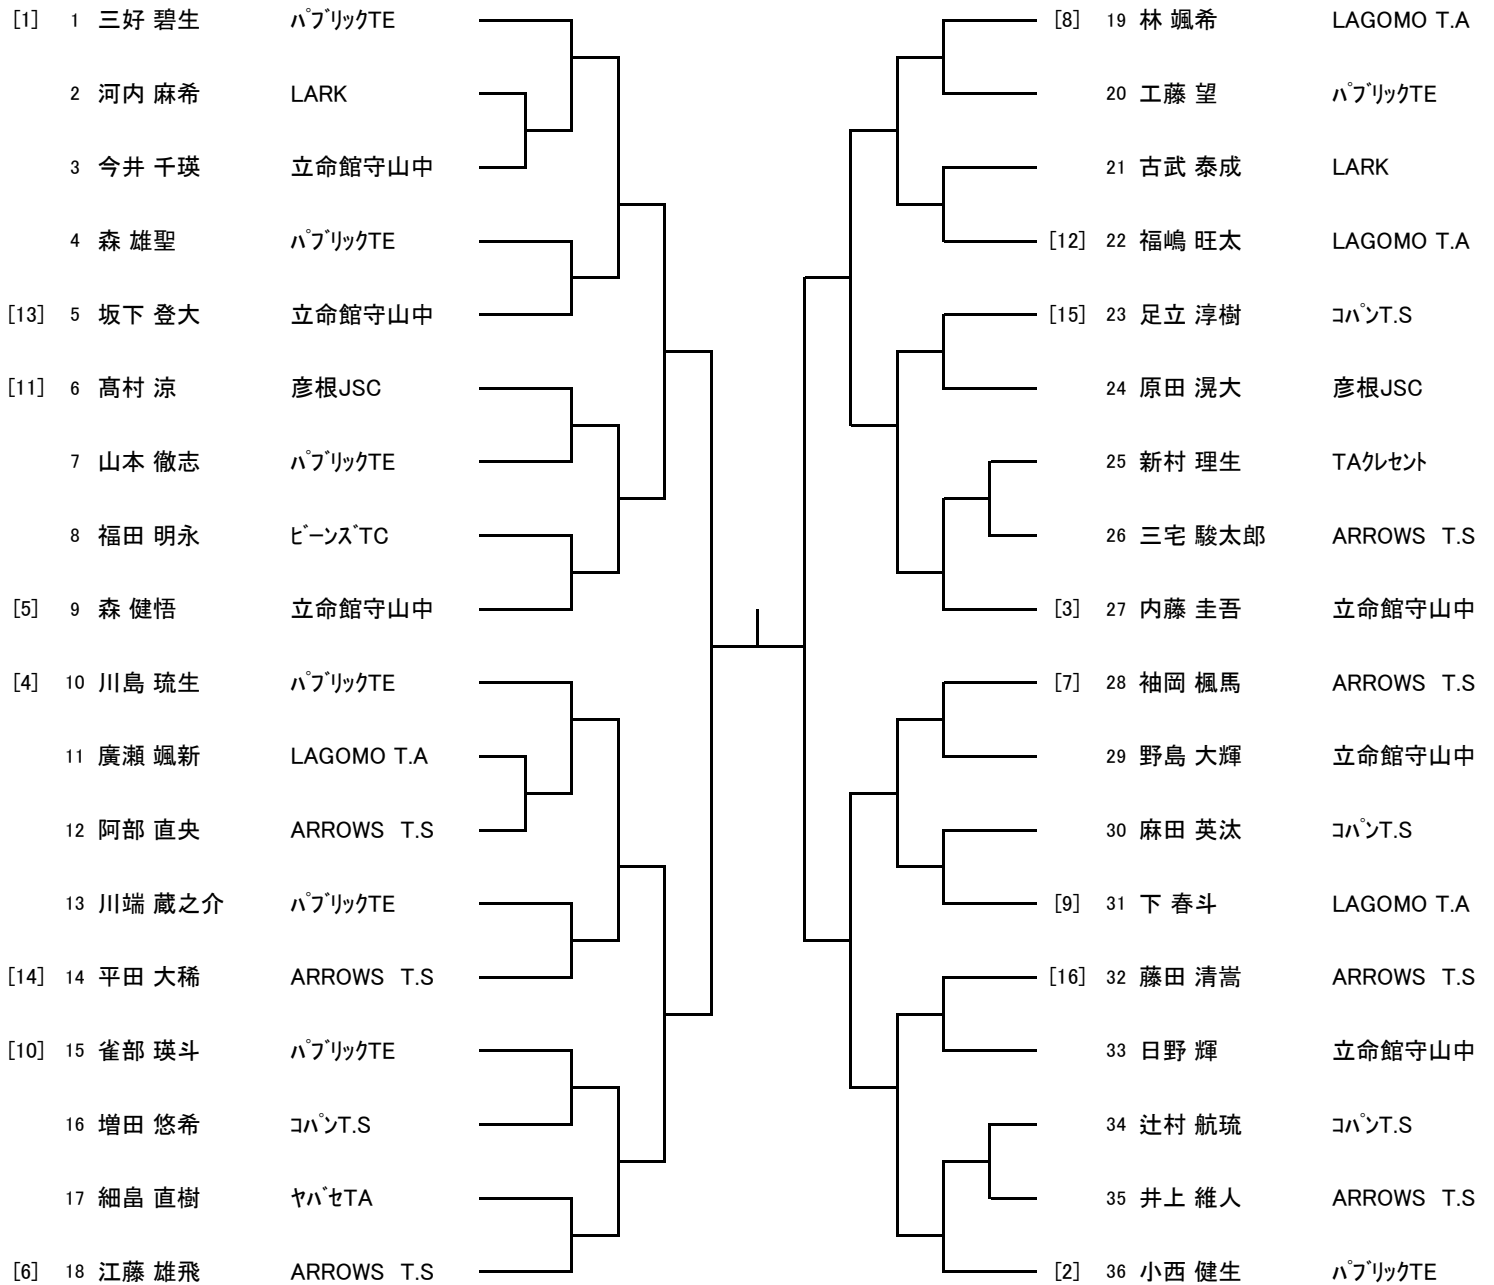 [1] 1 三好 碧生 ﾊﾟﾌﾞﾘｯｸTE
2 河内 麻希 LARK
3 今井 千瑛 立命館守山中
4 森 雄聖 ﾊﾟﾌﾞﾘｯｸTE
[13] 5 坂下 登大 立命館守山中
[11] 6 髙村 涼 彦根JSC
7 山本 徹志 ﾊﾟﾌﾞﾘｯｸTE
8 福田 明永 ﾋﾞｰﾝｽﾞTC
[5] 9 森 健悟 立命館守山中
[4] 10 川島 琉生 ﾊﾟﾌﾞﾘｯｸTE
11 廣瀬 颯新 LAGOMO T.A
12 阿部 直央 ARROWS T.S
13 川端 蔵之介 ﾊﾟﾌﾞﾘｯｸTE
[14] 14 平田 大稀 ARROWS T.S
[10] 15 雀部 瑛斗 ﾊﾟﾌﾞﾘｯｸTE
16 増田 悠希 ｺﾊﾟﾝT.S
17 細畠 直樹 ﾔﾊﾞｾTA
[6] 18 江藤 雄飛 ARROWS T.S
[8] 19 林 颯希 LAGOMO T.A
20 工藤 望 ﾊﾟﾌﾞﾘｯｸTE
21 古武 泰成 LARK
[12] 22 福嶋 旺太 LAGOMO T.A
[15] 23 足立 淳樹 ｺﾊﾟﾝT.S
24 原田 滉大 彦根JSC
25 新村 理生 TAｸﾚｾﾝﾄ
26 三宅 駿太郎 ARROWS T.S
[3] 27 内藤 圭吾 立命館守山中
[7] 28 袖岡 楓馬 ARROWS T.S
29 野島 大輝 立命館守山中
30 麻田 英汰 ｺﾊﾟﾝT.S
[9] 31 下 春斗 LAGOMO T.A
[16] 32 藤田 清嵩 ARROWS T.S
33 日野 輝 立命館守山中
34 辻村 航琉 ｺﾊﾟﾝT.S
35 井上 維人 ARROWS T.S
[2] 36 小西 健生 ﾊﾟﾌﾞﾘｯｸTE